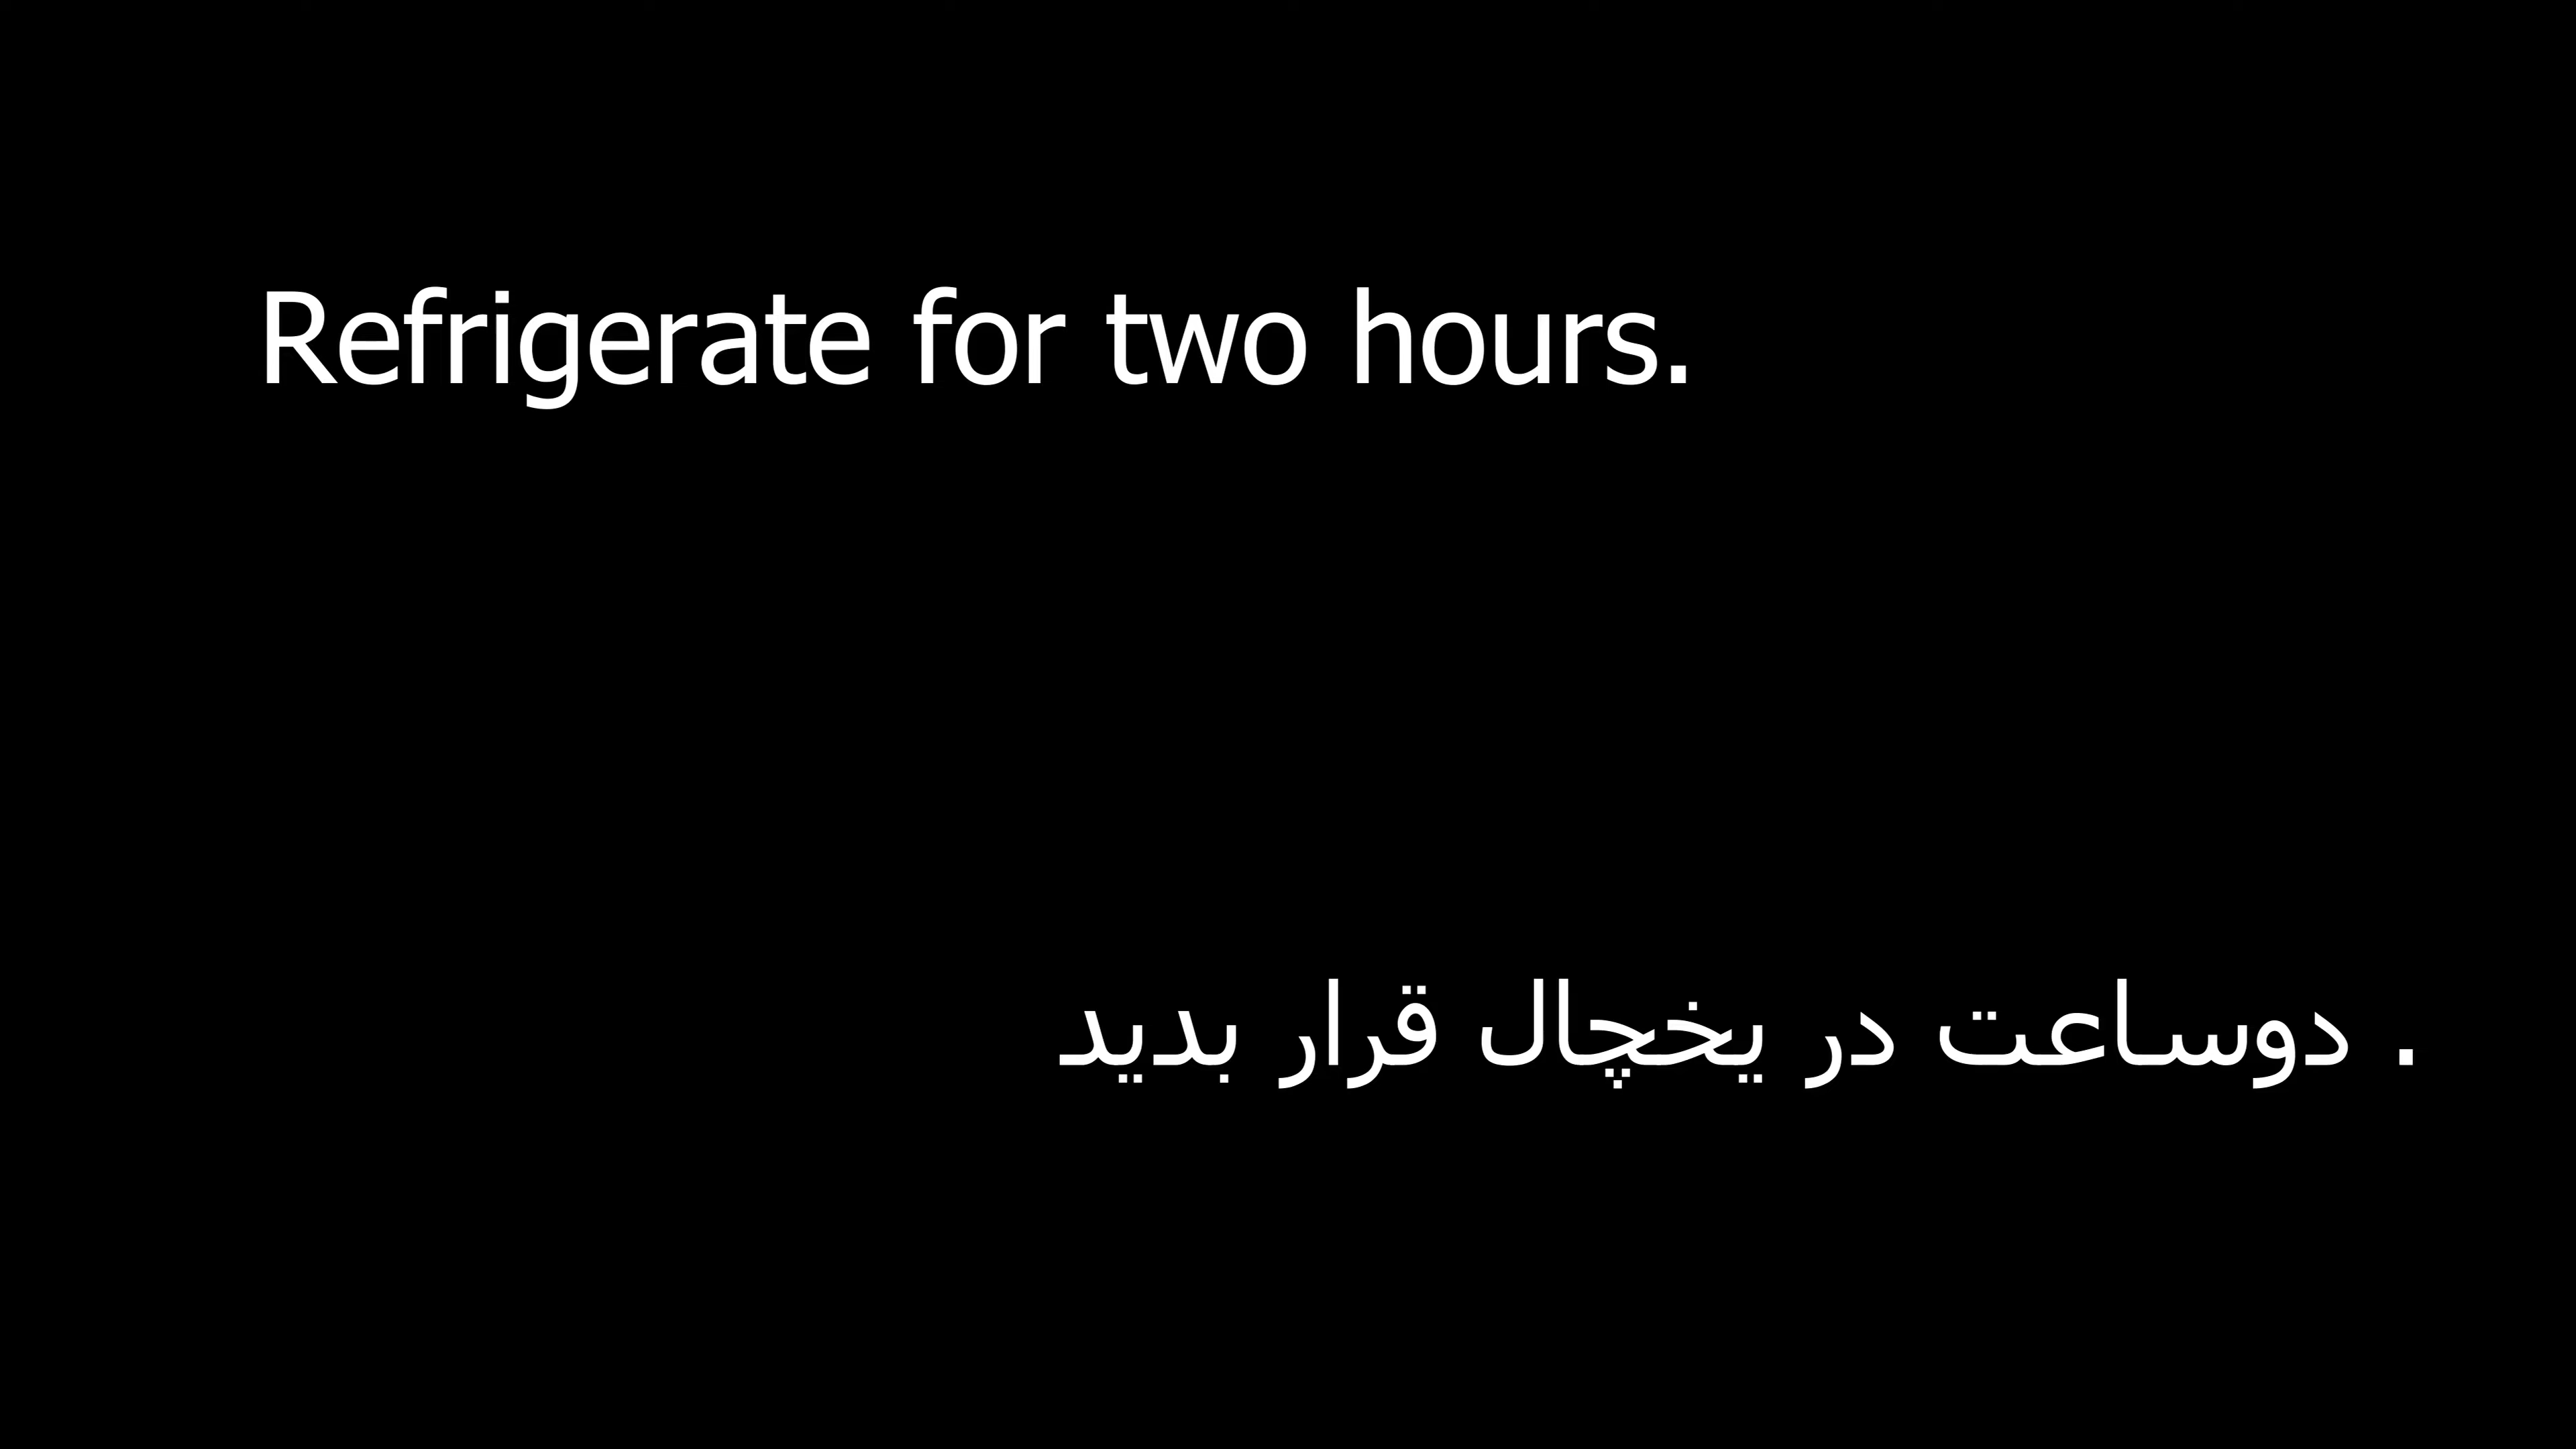 Refrigerate for two hours.
. دوساعت در یخچال قرار بدید